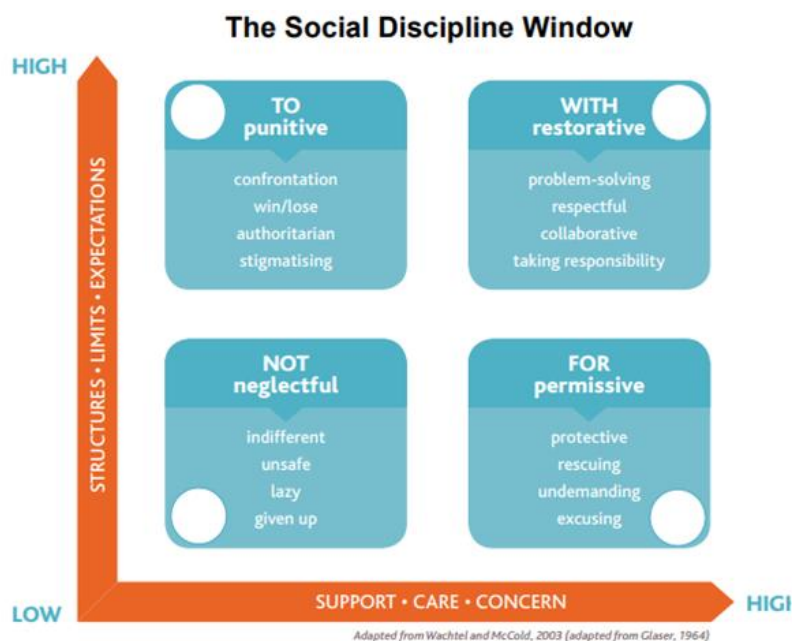 The Social Discipline Window
HIGH
STRUCTURES • LIMITS • EXPECTATIONS
TO
punitive
confrontation
win/lose
authoritarian
stigmatising
WITH
restorative
problem-solving
respectful
collaborative
taking responsibility
NOT
neglectful
indifferent
unsafe
lazy
given up
FOR
permissive
protective
rescuing
undemanding
excusing
LOW
SUPPORT • CARE • CONCERN
HIGH
Adapted from Wachtel and McCold, 2003 (adapted from Glaser, 1964)